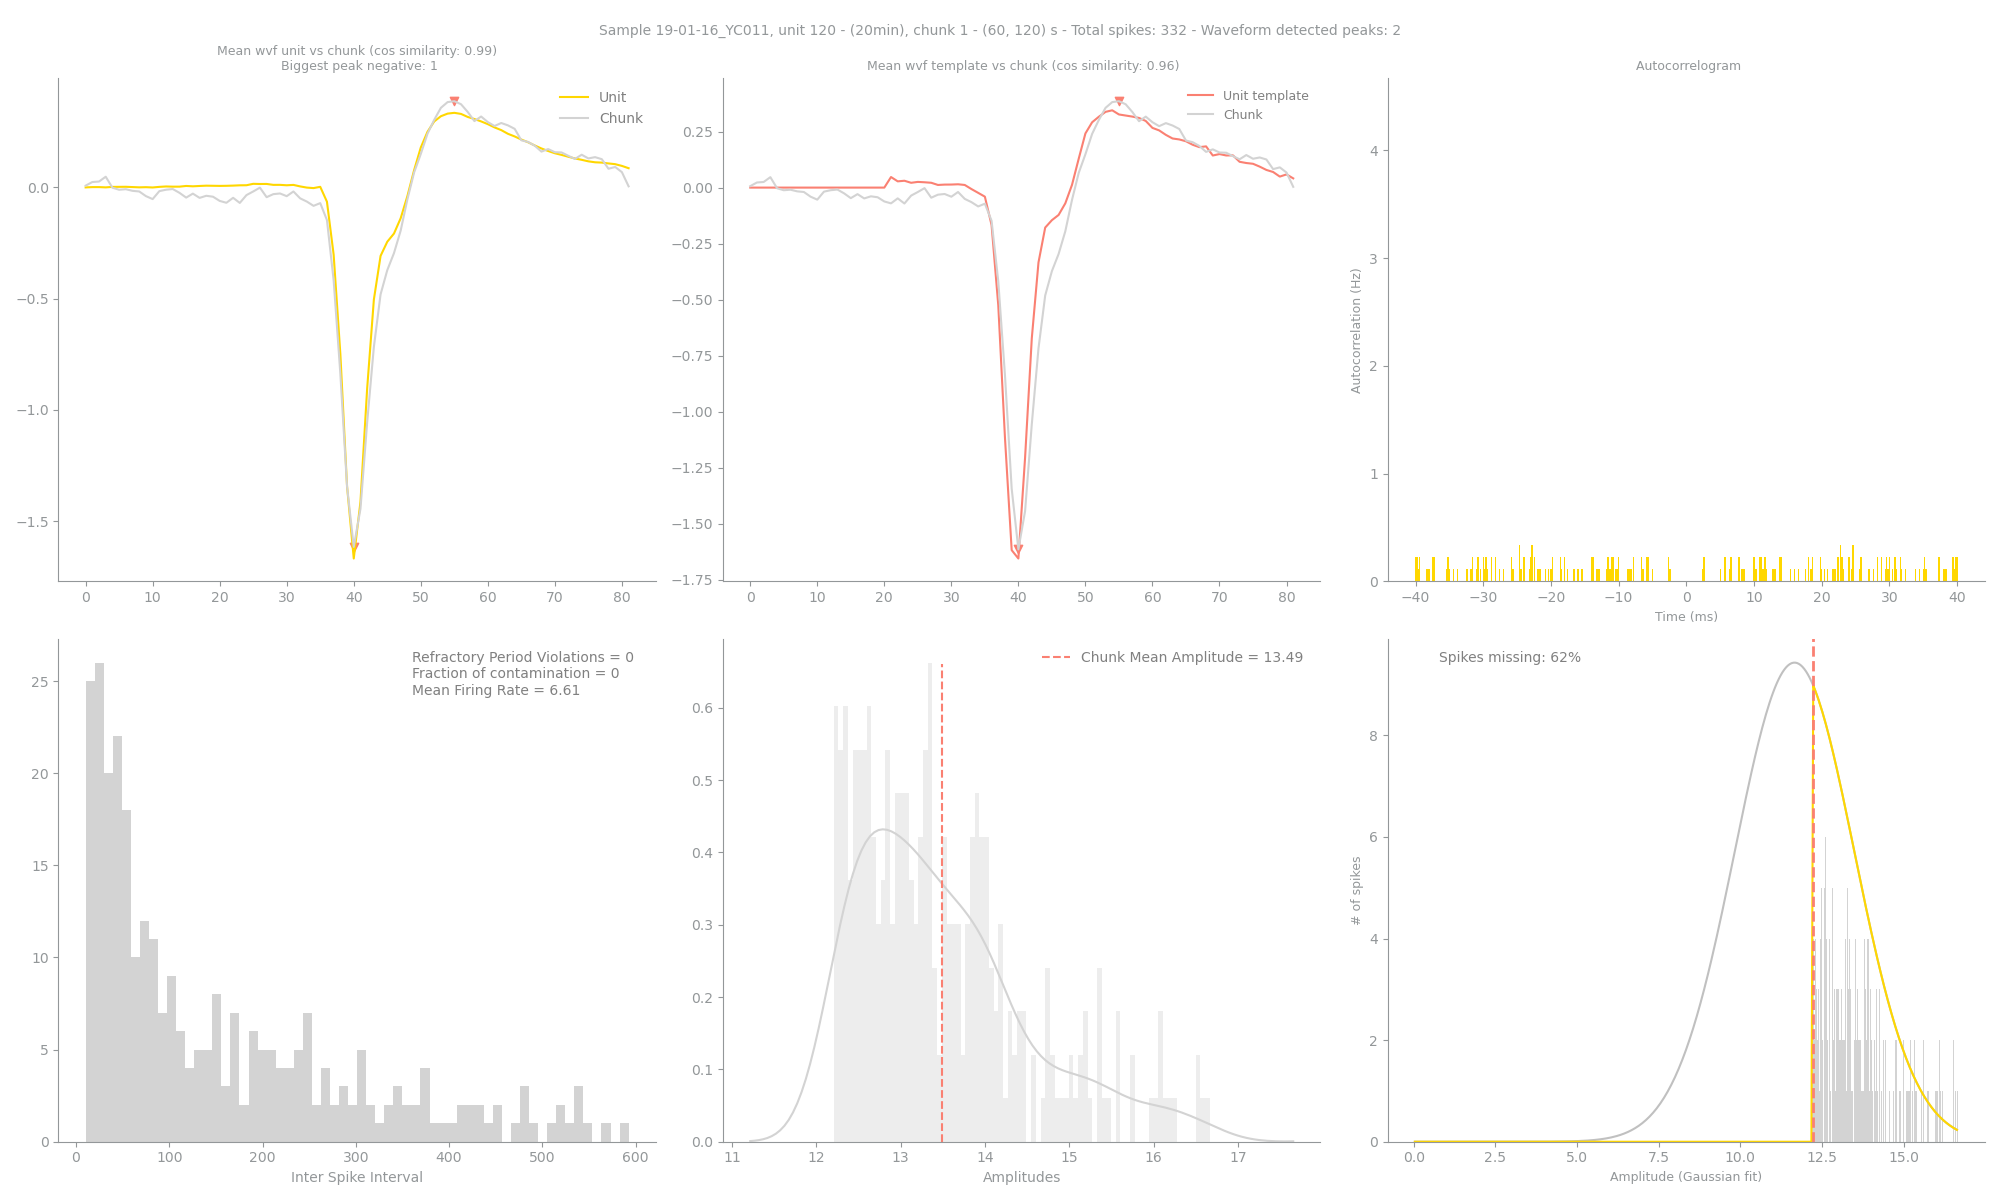 Sample 19-01-16_YC011, unit 120 - (20min), chunk 1 - (60, 120) s - Total spikes: 332 - Waveform detected peaks: 2
Mean wvf unit vs chunk (cos similarity: 0.99)
Biggest peak negative: 1
Unit
Chunk
0.0
−0.5
−1.0
−1.5
0 10 20 30 40 50 60 70 80
Mean wvf template vs chunk (cos similarity: 0.96)
Unit template
Chunk
0.25
0.00
−0.25
−0.50
−0.75
−1.00
−1.25
−1.50
−1.75
0 10 20 30 40 50 60 70 80
Autocorrelogram
Autocorrelation (Hz)
4
3
2
1
0
−40 −30 −20 −10 0 10 20 30 40
Time (ms)
Refractory Period Violations = 0
Fraction of contamination = 0
Mean Firing Rate = 6.61
25
20
15
10
5
0
0 100 200 300 400 500 600
Inter Spike Interval
Chunk Mean Amplitude = 13.49
0.6
0.5
0.4
0.3
0.2
0.1
0.0
11 12 13 14 15 16 17
Amplitudes
Spikes missing: 62%
# of spikes
8
6
4
2
0
0.0 2.5 5.0 7.5 10.0 12.5 15.0
Amplitude (Gaussian fit)